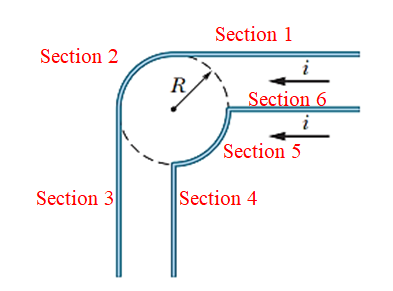 Section 1
Section 2
i
R
Section 6
i
Section 5
Section 3
Section 4